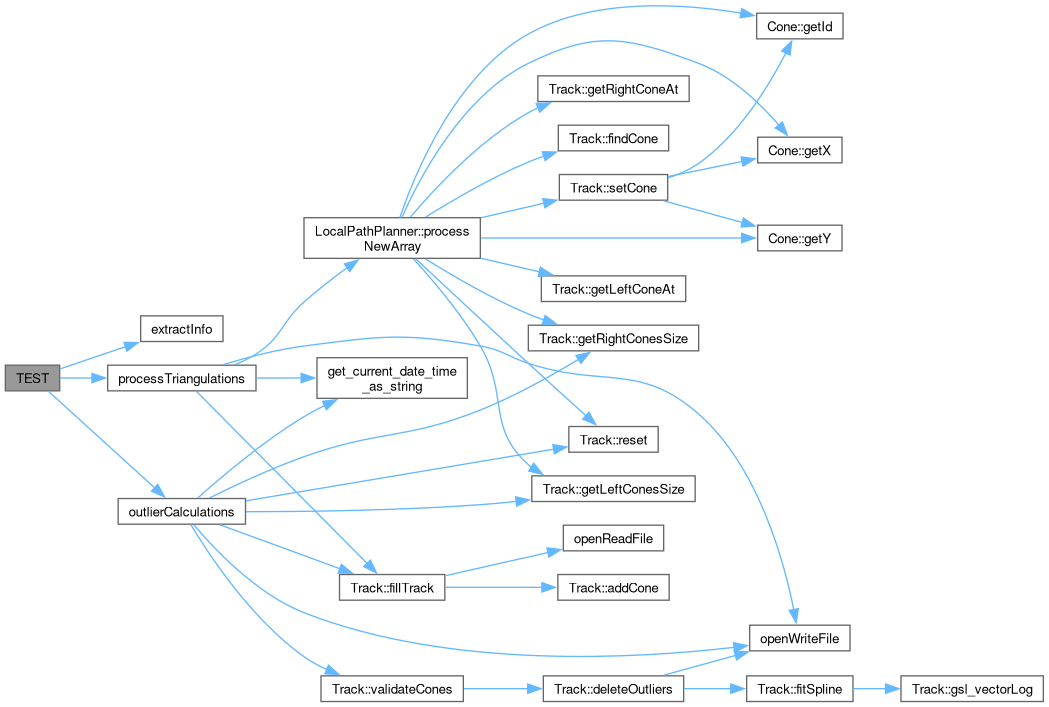 Cone::getId
Track::getRightConeAt
Track::findCone
Cone::getX
Track::setCone
LocalPathPlanner::process
NewArray
Cone::getY
Track::getLeftConeAt
extractInfo
Track::getRightConesSize
TEST
processTriangulations
get_current_date_time
_as_string
Track::reset
Track::getLeftConesSize
outlierCalculations
openReadFile
Track::fillTrack
Track::addCone
openWriteFile
Track::validateCones
Track::deleteOutliers
Track::fitSpline
Track::gsl_vectorLog